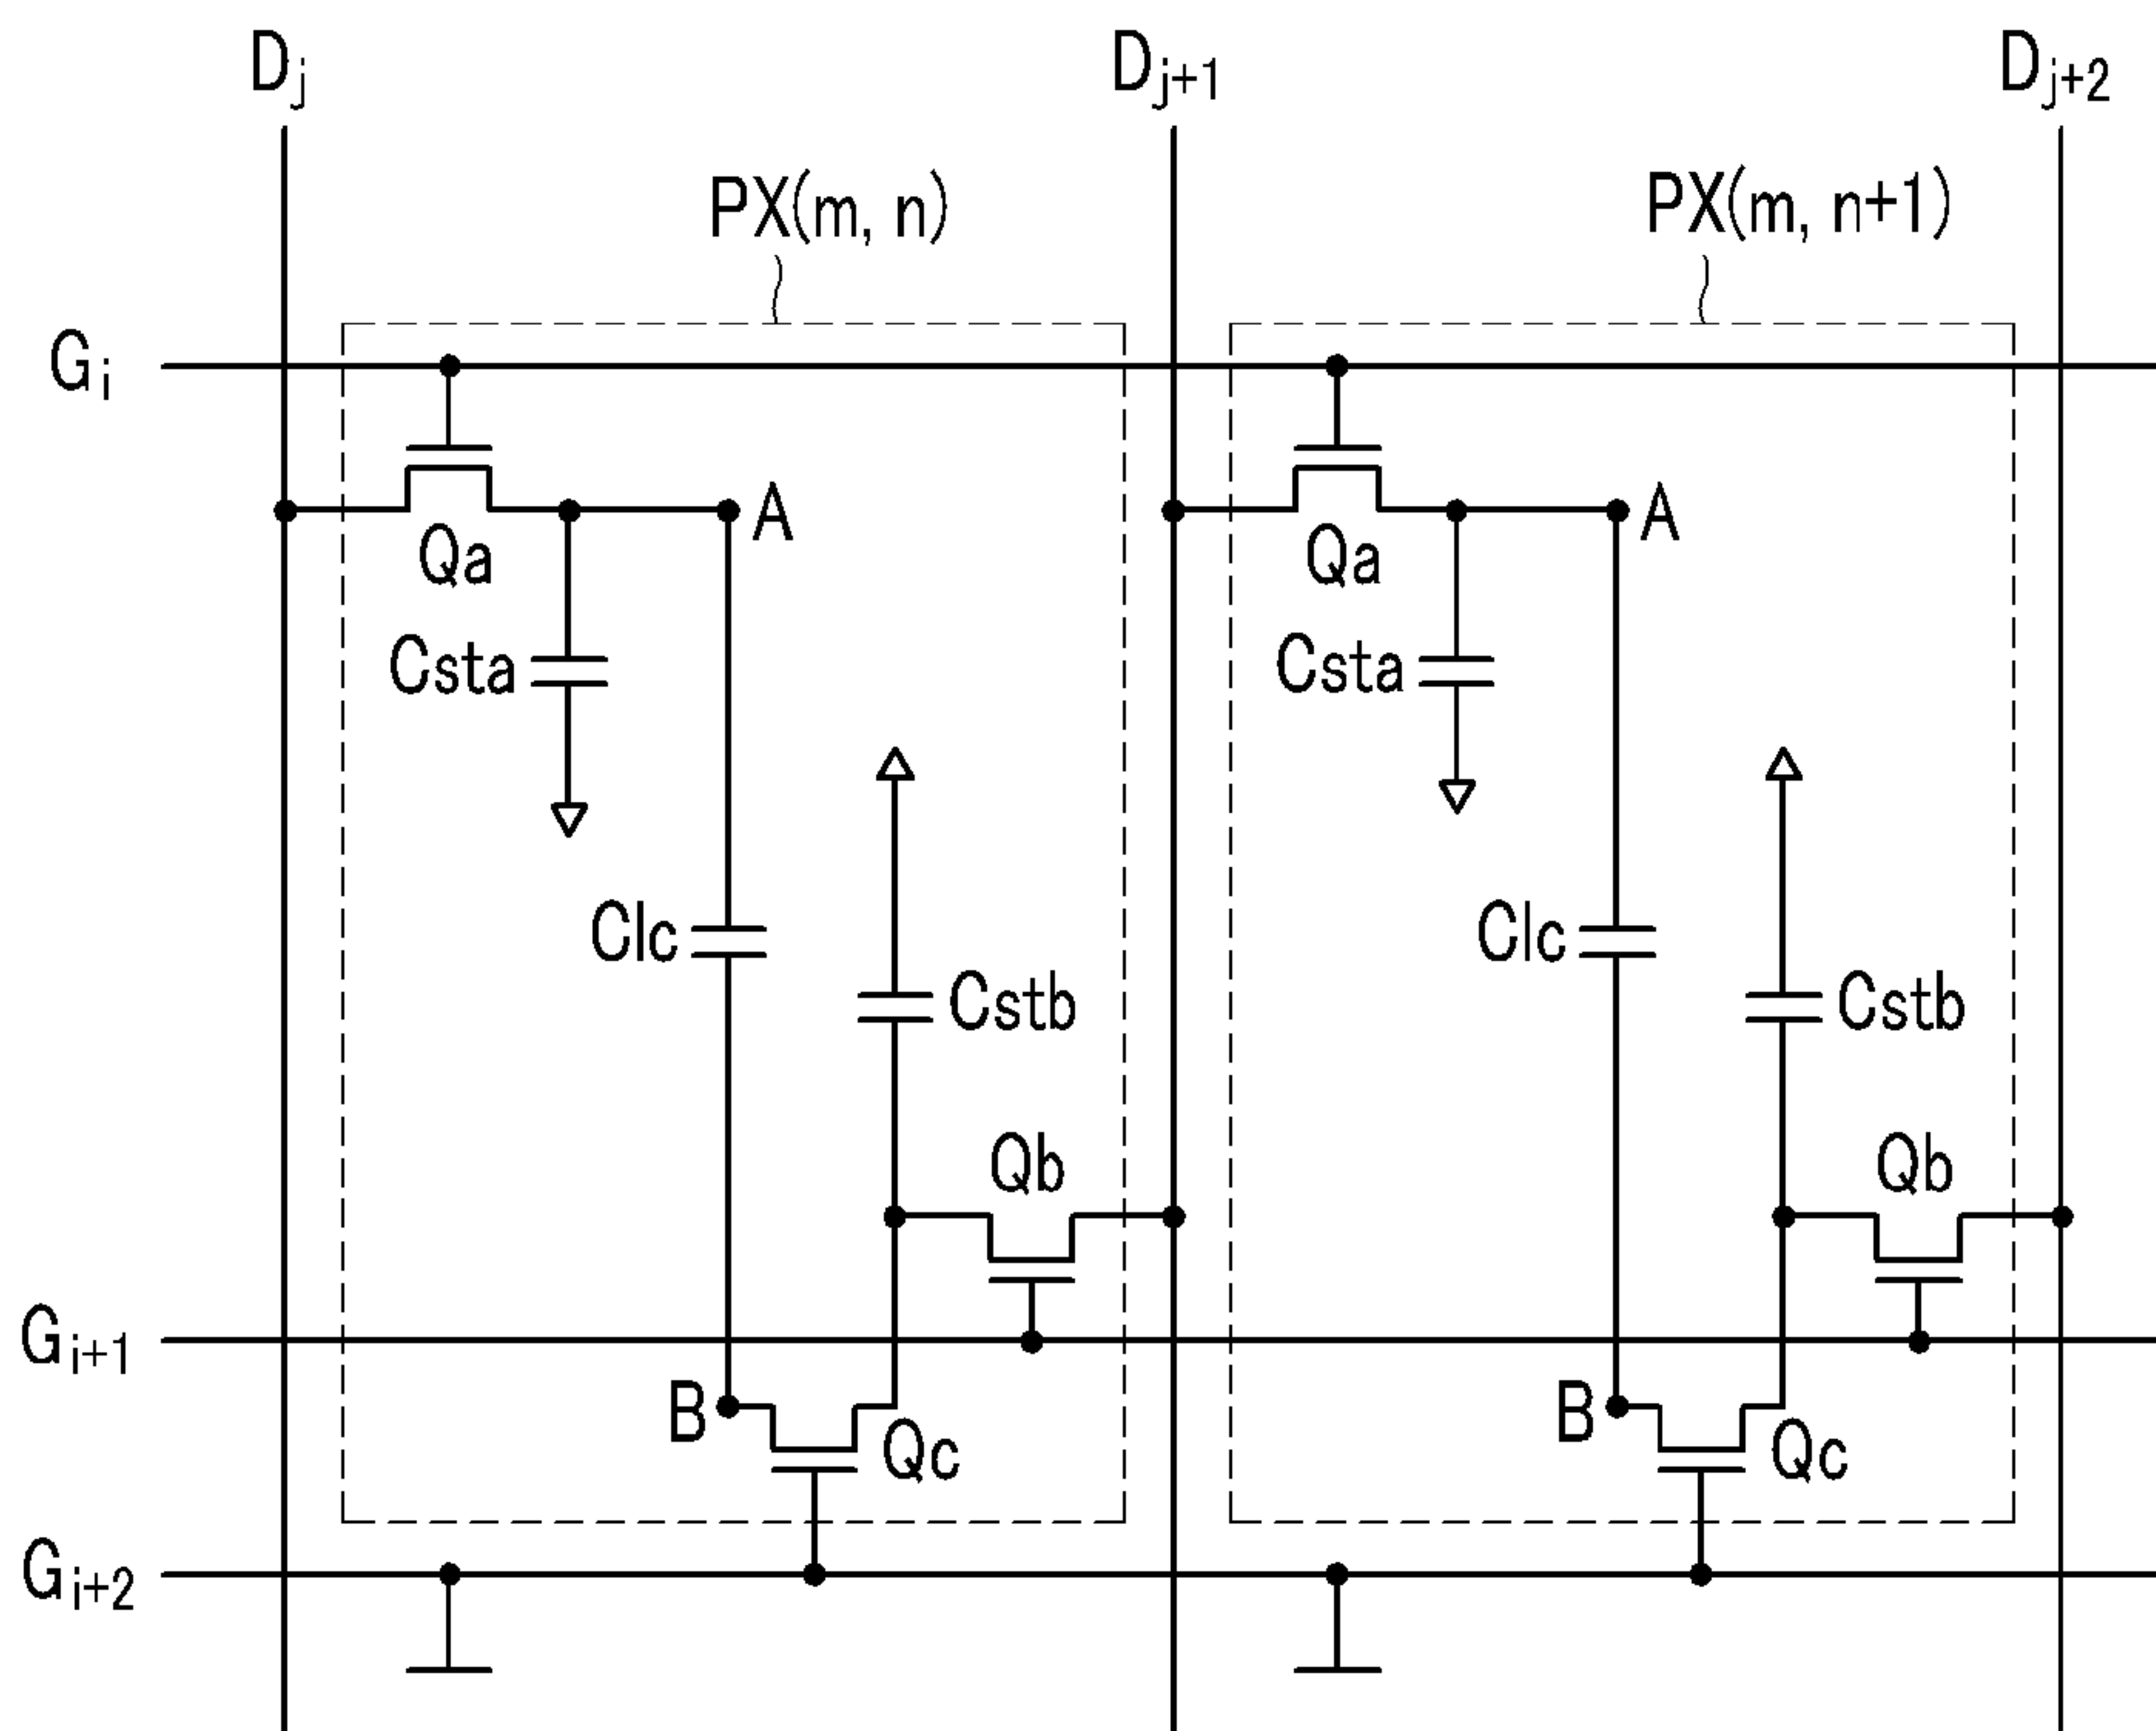 Dj Dj+1 Dj+2
PX(m, n) PX(m, n+1)
Gi
A A
Qa Qa
Csta Csta
Clc Clc
Cstb Cstb
Qb Qb
Gi+1
B B
Qc Qc
Gi+2